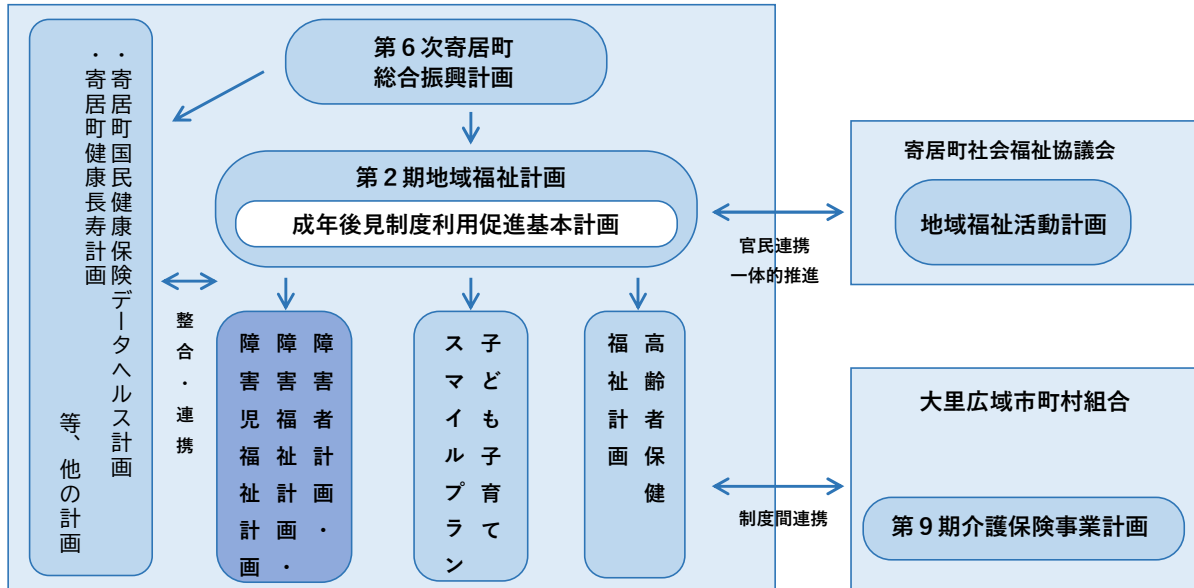 第６次寄居町
総合振興計画
・寄居町国民健康保険データヘルス計画
・寄居町健康長寿計画
等、他の計画
第２期地域福祉計画
成年後見制度利用促進基本計画
整合・連携
障害者計画・
障害福祉計画・
障害児福祉計画
子ども子育て
スマイルプラン
高齢者保健
福祉計画
官民連携
一体的推進
寄居町社会福祉協議会
地域福祉活動計画
制度間連携
大里広域市町村組合
第９期介護保険事業計画